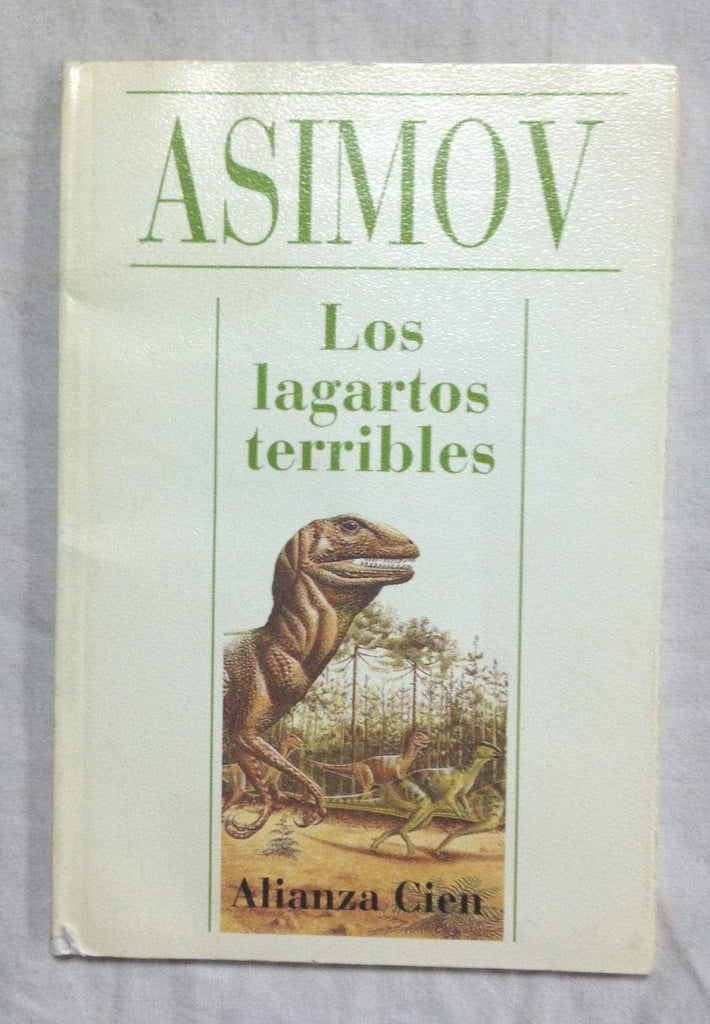 ASIMOV
Los
lagartos
terribles
Alianza Cien